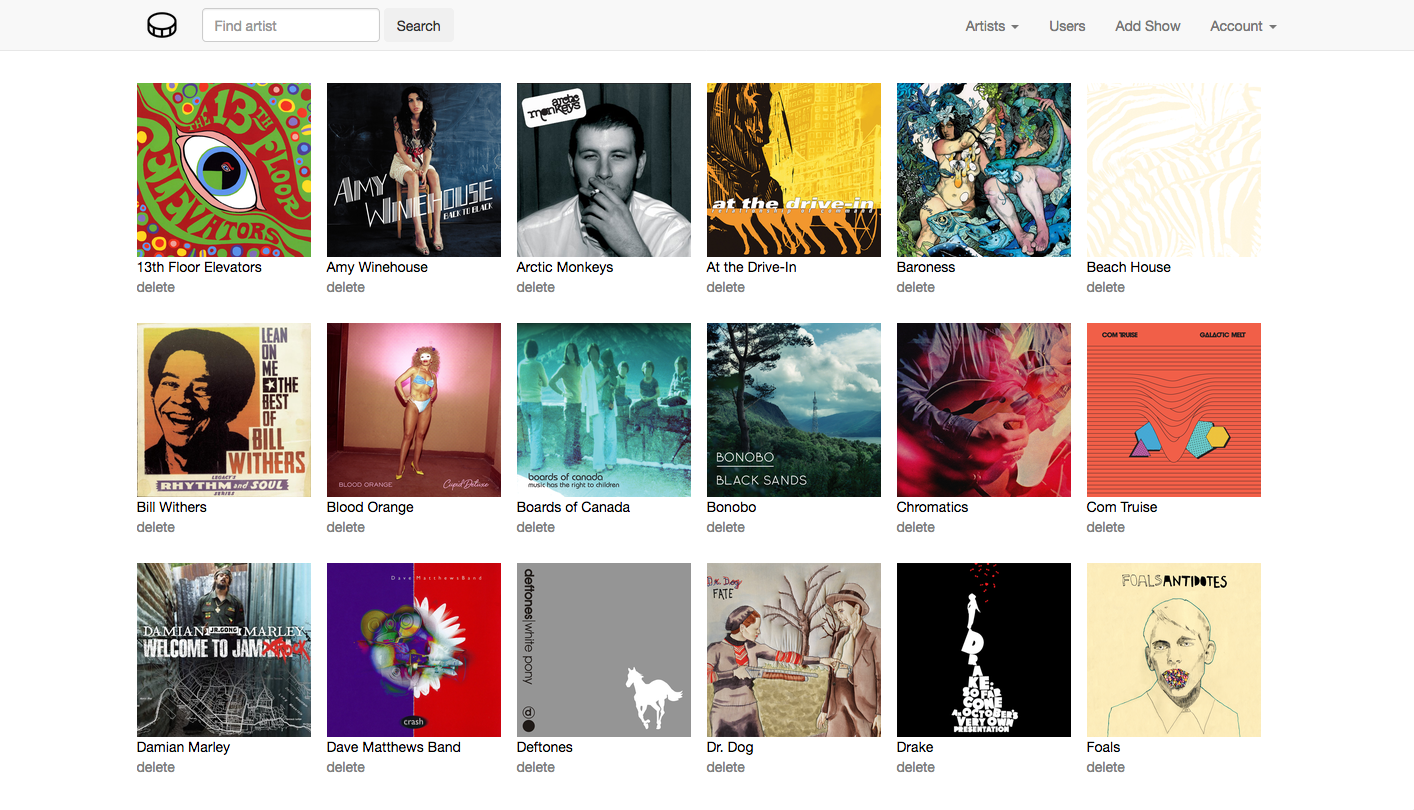 Find artist
Search
Artists
Users
Add Show
Account
THE
13TH
FLOOR
ELEVATORS
AMY
WINEHOUSE
BACK TO BLACK
arctic
monkeys
at the drive-in
relationship of command
13th Floor Elevators
Amy Winehouse
Arctic Monkeys
At the Drive-In
Baroness
Beach House
delete
delete
delete
delete
delete
delete
LEAN
ON
ME
THE
BEST
OF
BILL
WITHERS
LEGACY'S
RHYTHM and SOUL
SERIES
BLOOD ORANGE
Cupid Deluxe
boards of canada
music has the right to children
BONOBO
BLACK SANDS
COM TRUISE
GALACTIC MELT
Bill Withers
Blood Orange
Boards of Canada
Bonobo
Chromatics
Com Truise
delete
delete
delete
delete
delete
delete
DAMIAN JR.GONG MARLEY
WELCOME TO JAMROCK
Dave Matthews Band
crash
deftones|white pony
d
Dr. Dog
FATE
DRAKE:
SO FAR
GONE
OCTOBER'S
VERY OWN
PRESENTATION
FOALS ANTIDOTES
Damian Marley
Dave Matthews Band
Deftones
Dr. Dog
Drake
Foals
delete
delete
delete
delete
delete
delete